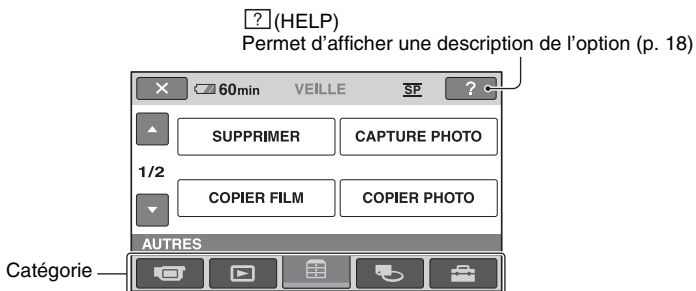 ? (HELP)
Permet d'afficher une description de l'option (p. 18)
60min VEILLE SP ?
SUPPRIMER CAPTURE PHOTO
1/2
COPIER FILM COPIER PHOTO
AUTRES
Catégorie